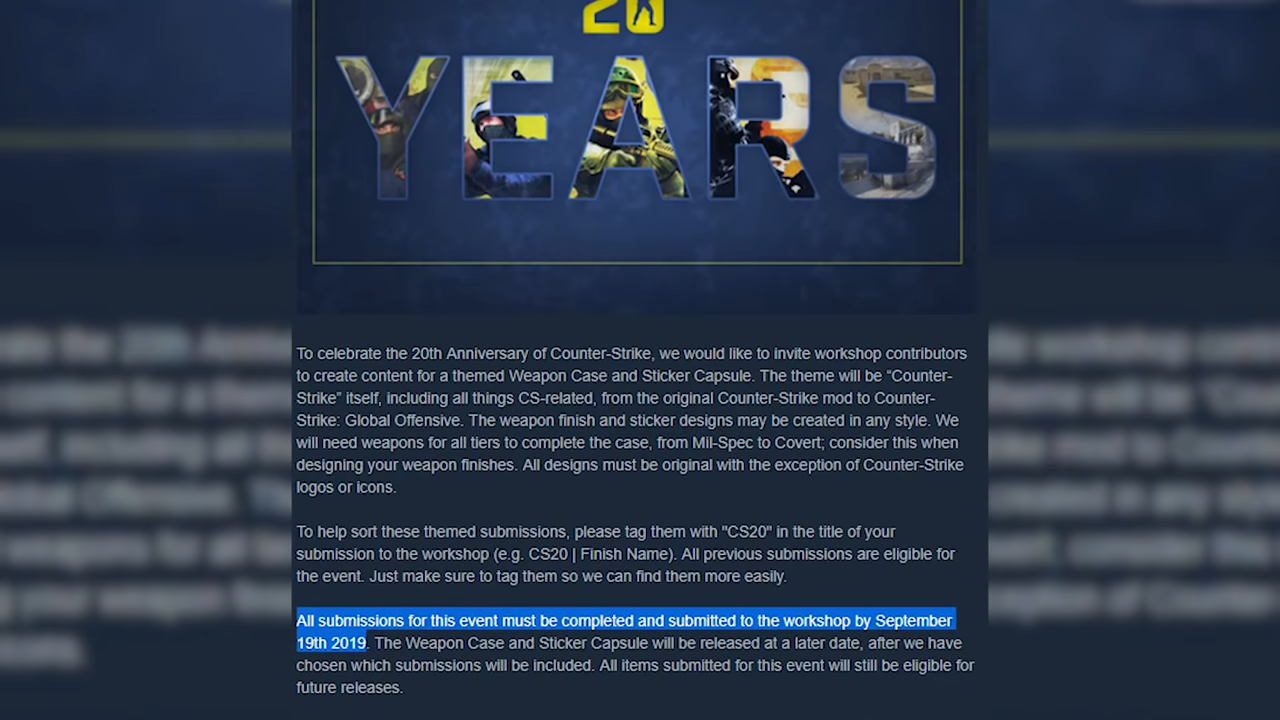 20
YEARS
To celebrate the 20th Anniversary of Counter-Strike, we would like to invite workshop contributors
to create content for a themed Weapon Case and Sticker Capsule. The theme will be “Counter-
Strike” itself, including all things CS-related, from the original Counter-Strike mod to Counter-
Strike: Global Offensive. The weapon finish and sticker designs may be created in any style. We
will need weapons for all tiers to complete the case, from Mil-Spec to Covert; consider this when
designing your weapon finishes. All designs must be original with the exception of Counter-Strike
logos or icons.
To help sort these themed submissions, please tag them with "CS20" in the title of your
submission to the workshop (e.g. CS20 | Finish Name). All previous submissions are eligible for
the event. Just make sure to tag them so we can find them more easily.
All submissions for this event must be completed and submitted to the workshop by September
19th 2019. The Weapon Case and Sticker Capsule will be released at a later date, after we have
chosen which submissions will be included. All items submitted for this event will still be eligible for
future releases.